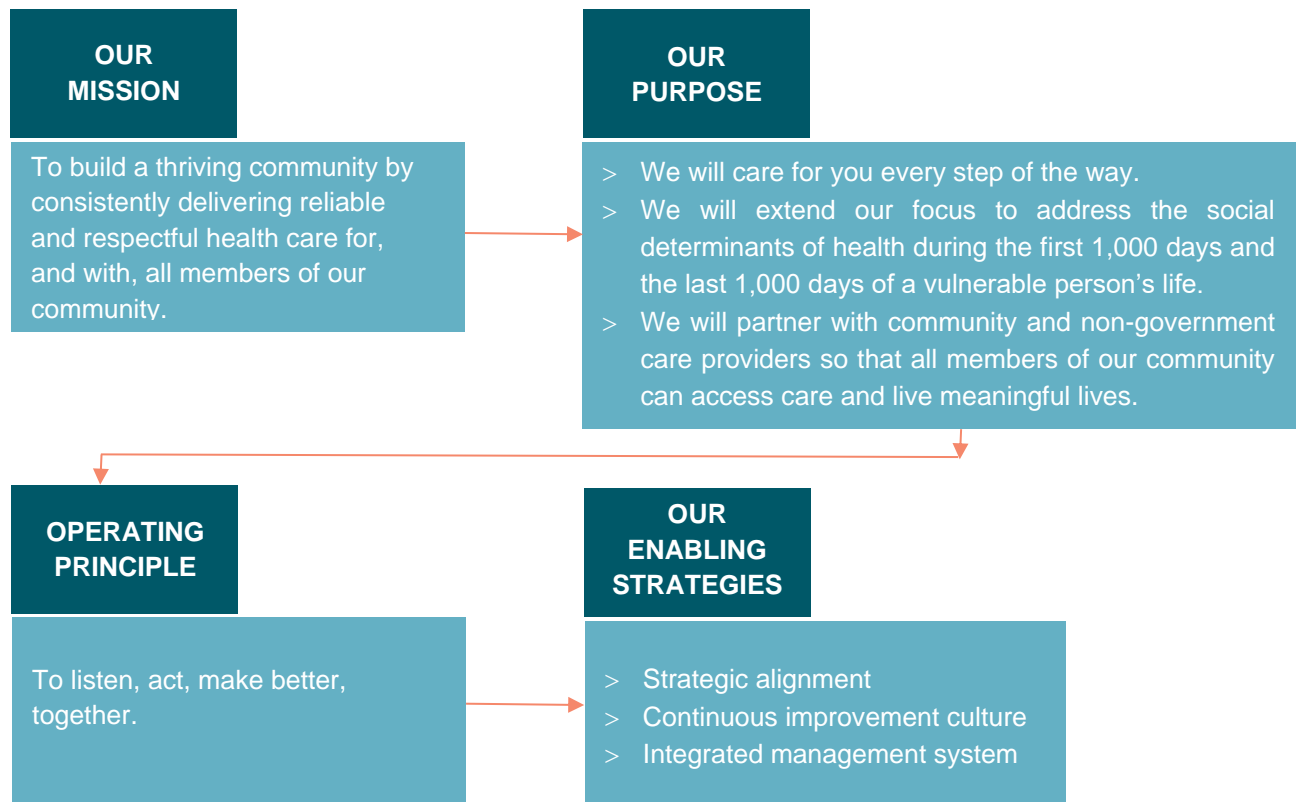 OUR
MISSION
To build a thriving community by
consistently delivering reliable
and respectful health care for,
and with, all members of our
community.
OUR
PURPOSE
> We will care for you every step of the way.
> We will extend our focus to address the social
determinants of health during the first 1,000 days and
the last 1,000 days of a vulnerable person’s life.
> We will partner with community and non-government
care providers so that all members of our community
can access care and live meaningful lives.
OPERATING
PRINCIPLE
To listen, act, make better,
together.
OUR
ENABLING
STRATEGIES
> Strategic alignment
> Continuous improvement culture
> Integrated management system